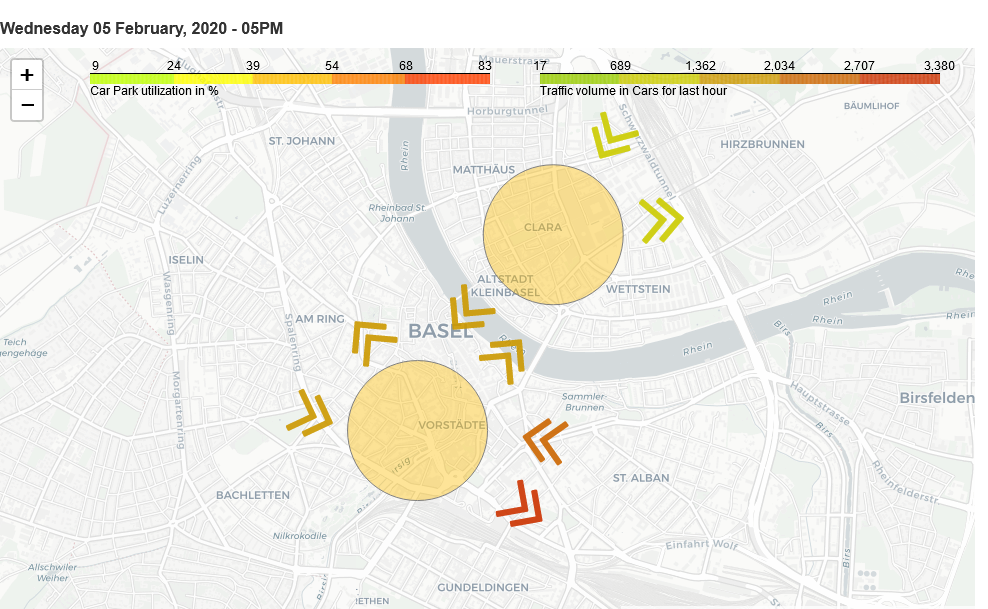 Wednesday 05 February, 2020 - 05PM
+
−
9 24 39 54 68 83
Car Park utilization in %
17 689 1,362 2,034 2,707 3,380
Traffic volume in Cars for last hour
Mauerstrasse
Horburgtunnel
BÄUMLIHOF
Schwarzwaldtunnel
ST. JOHANN
Rhein
HIRZBRUNNEN
MATTHÄUS
Luzernerring
Rheinbad St.
Johann
CLARA
ISELIN
ALTSTADT
KLEINBASEL
WETTSTEIN
Rhein
Rhein
Rhein
Wasgenring
AM RING
Spalenring
BASEL
Rhein
Birs
Teich
engehäge
Morgartenring
Sammler-
Brunnen
Hauptstrasse
Birsfelden
VORSTÄDTE
Birs
BACHLETTEN
ST. ALBAN
Rheinfelderstr.
Nilkrokodile
Einfahrt Wolf
Birs
Allschwiler
Weiher
GUNDELDINGEN
Birsig